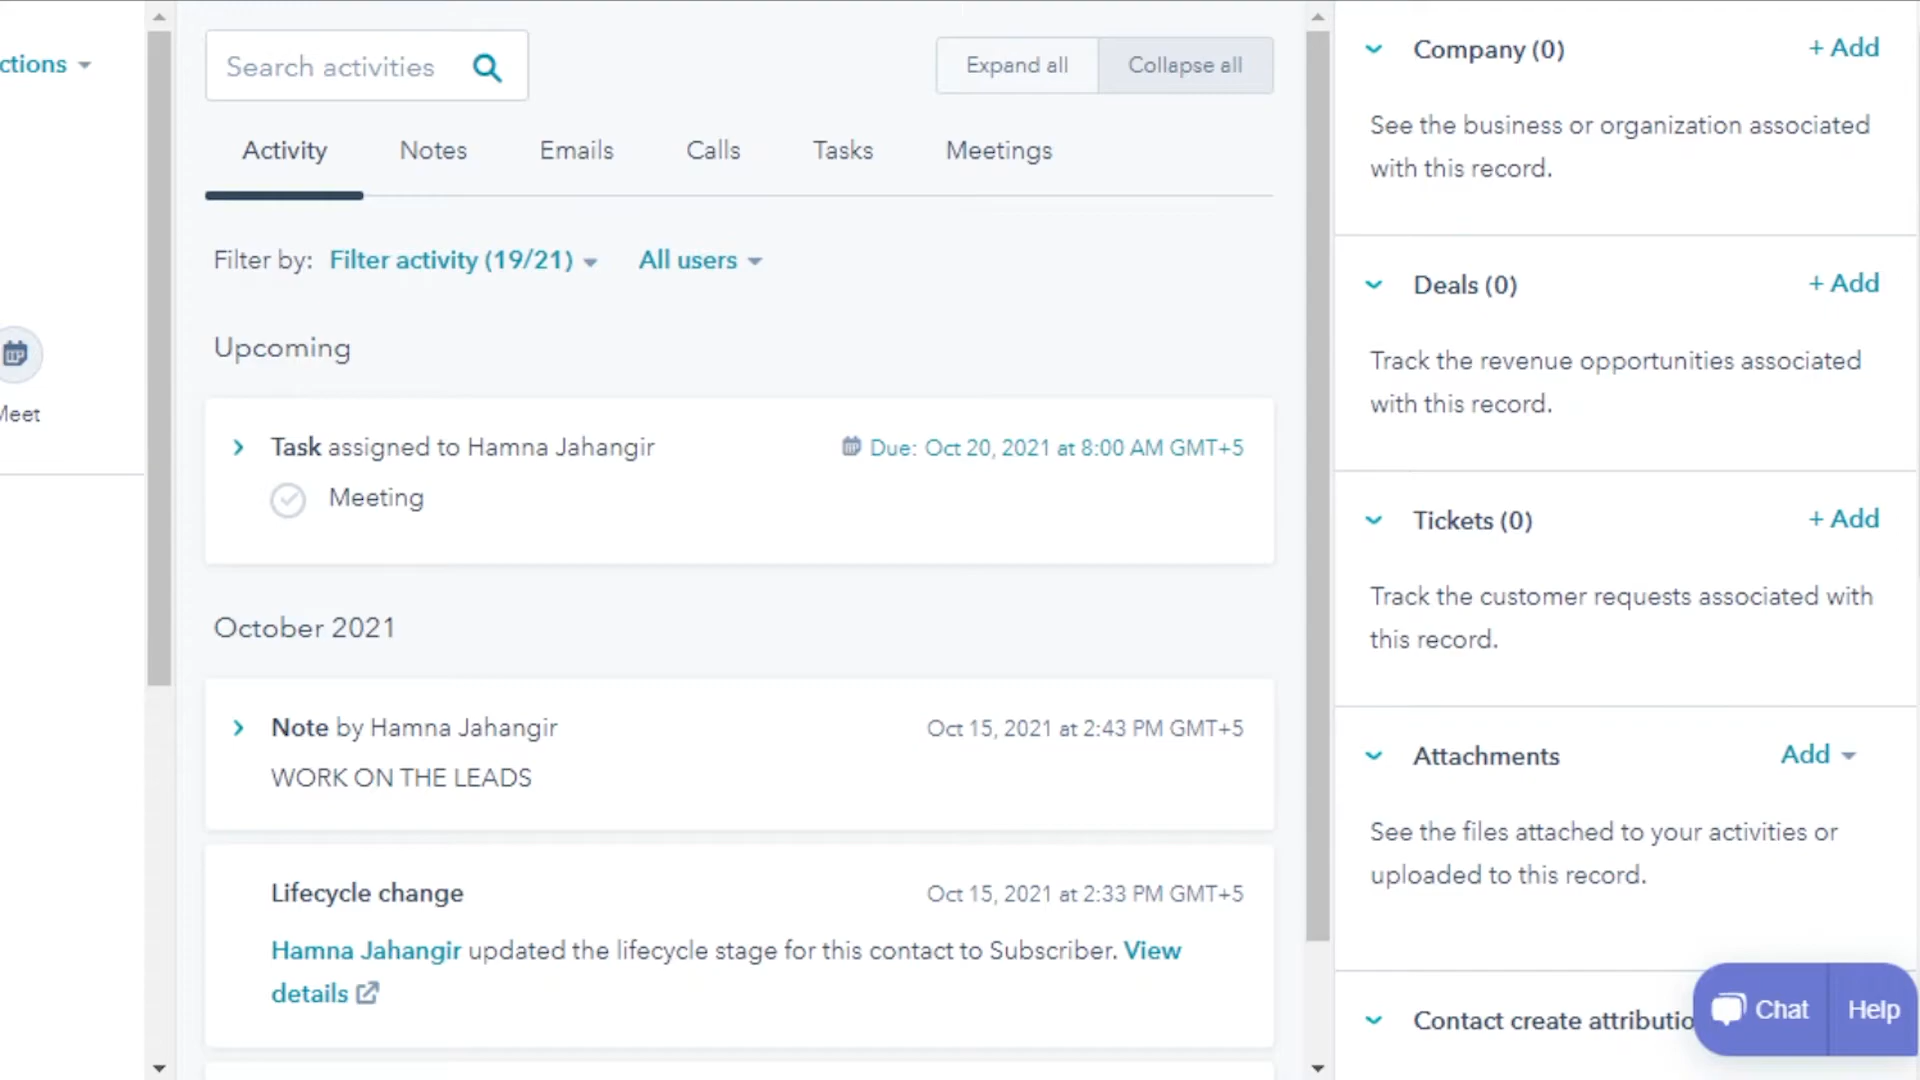 ctions
Meet
Search activities
Expand all
Collapse all
Activity
Notes
Emails
Calls
Tasks
Meetings
Filter by: Filter activity (19/21)
All users
Upcoming
Task assigned to Hamna Jahangir
Due: Oct 20, 2021 at 8:00 AM GMT+5
Meeting
October 2021
Note by Hamna Jahangir
Oct 15, 2021 at 2:43 PM GMT+5
WORK ON THE LEADS
Lifecycle change
Oct 15, 2021 at 2:33 PM GMT+5
Hamna Jahangir updated the lifecycle stage for this contact to Subscriber. View
details
Company (0)
+ Add
See the business or organization associated
with this record.
Deals (0)
+ Add
Track the revenue opportunities associated
with this record.
Tickets (0)
+ Add
Track the customer requests associated with
this record.
Attachments
Add
See the files attached to your activities or
uploaded to this record.
Contact create attributio
Chat
Help